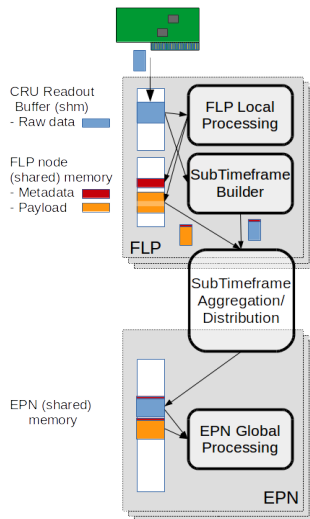 CRU Readout
Buffer (shm)
- Raw data
FLP node
(shared) memory
- Metadata
- Payload
FLP Local
Processing
SubTimeframe
Builder
FLP
SubTimeframe
Aggregation/
Distribution
EPN (shared)
memory
EPN Global
Processing
EPN